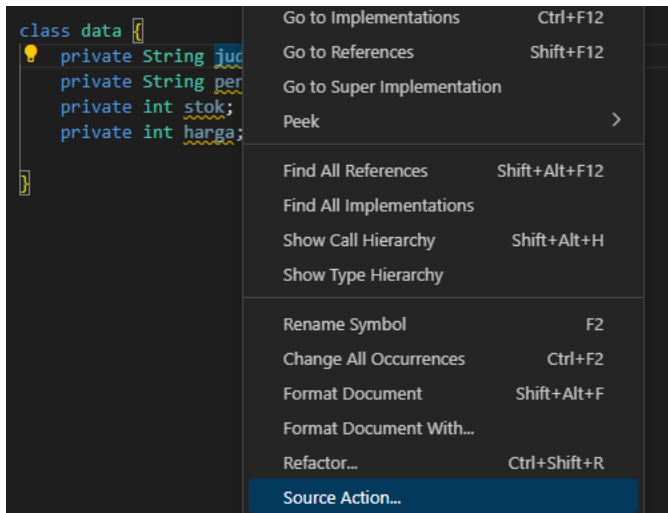 class data {
private String jud
private String per
private int stok;
private int harga;
}
Go to Implementations Ctrl+F12
Go to References Shift+F12
Go to Super Implementation
Peek >
Find All References Shift+Alt+F12
Find All Implementations
Show Call Hierarchy Shift+Alt+H
Show Type Hierarchy
Rename Symbol F2
Change All Occurrences Ctrl+F2
Format Document Shift+Alt+F
Format Document With...
Refactor... Ctrl+Shift+R
Source Action...